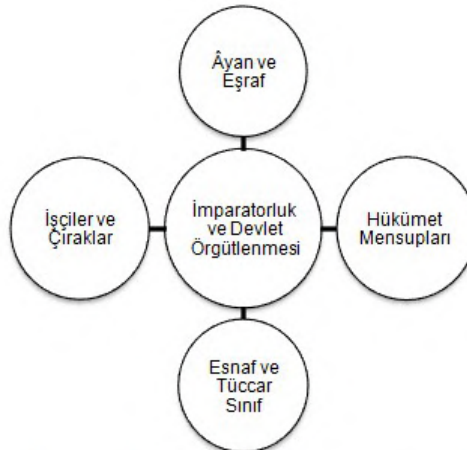 Âyan ve
Eşraf
İşçiler ve
Çıraklar
İmparatorluk
ve Devlet
Örgütlenmesi
Hükümet
Mensupları
Esnaf ve
Tüccar
Sınıf